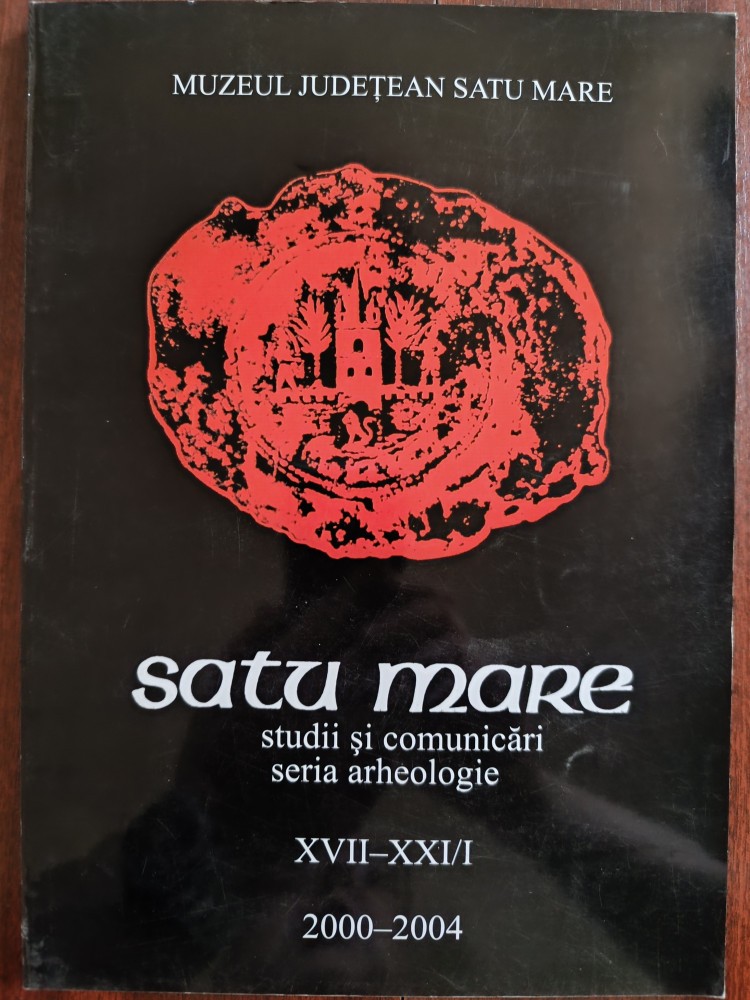 MUZEUL JUDEȚEAN SATU MARE
satu mare
studii şi comunicări
seria arheologie
XVII–XXI/I
2000–2004